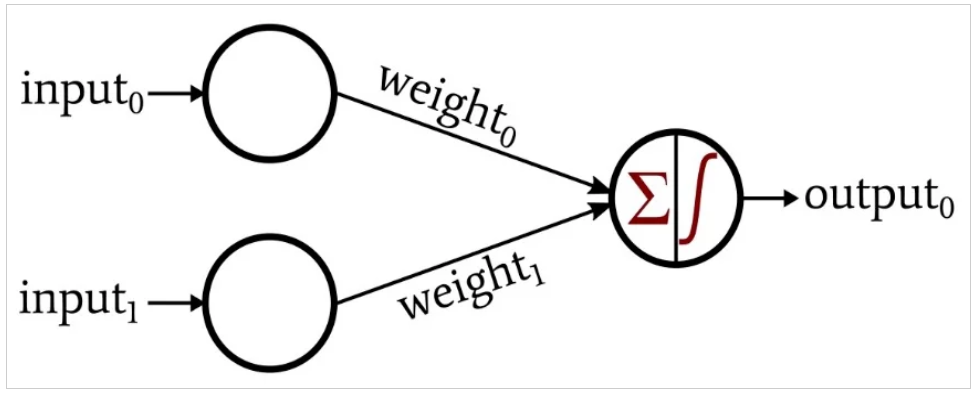 input₀
weight₀
Σ ∫
output₀
input₁
weight₁